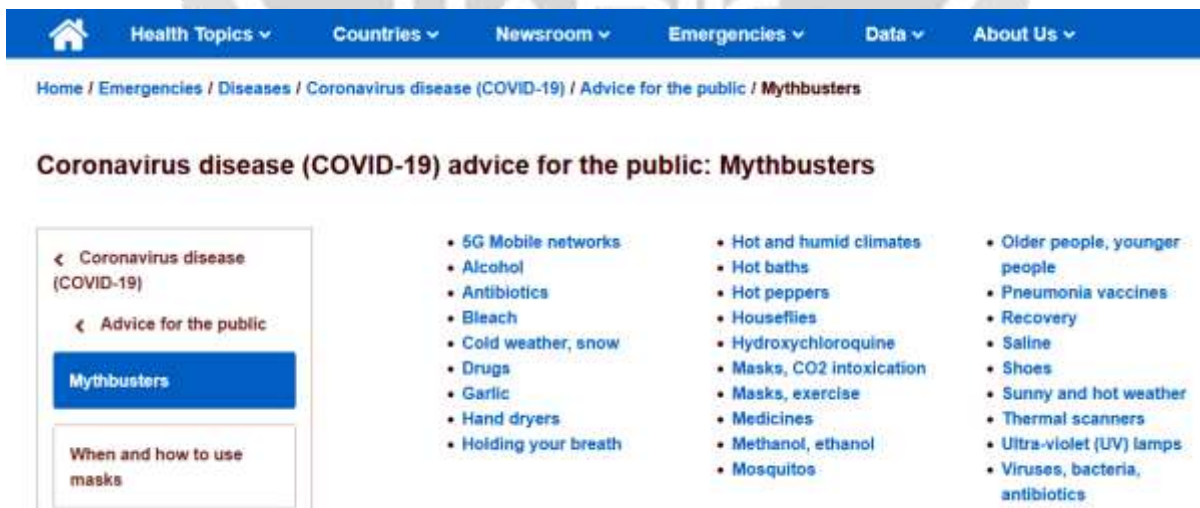 Health Topics Countries Newsroom Emergencies Data About Us
Home / Emergencies / Diseases / Coronavirus disease (COVID-19) / Advice for the public / Mythbusters
Coronavirus disease (COVID-19) advice for the public: Mythbusters
Coronavirus disease
(COVID-19)
Advice for the public
Mythbusters
When and how to use
masks
• 5G Mobile networks
• Alcohol
• Antibiotics
• Bleach
• Cold weather, snow
• Drugs
• Garlic
• Hand dryers
• Holding your breath
• Hot and humid climates
• Hot baths
• Hot peppers
• Houseflies
• Hydroxychloroquine
• Masks, CO2 intoxication
• Masks, exercise
• Medicines
• Methanol, ethanol
• Mosquitos
• Older people, younger
people
• Pneumonia vaccines
• Recovery
• Saline
• Shoes
• Sunny and hot weather
• Thermal scanners
• Ultra-violet (UV) lamps
• Viruses, bacteria,
antibiotics